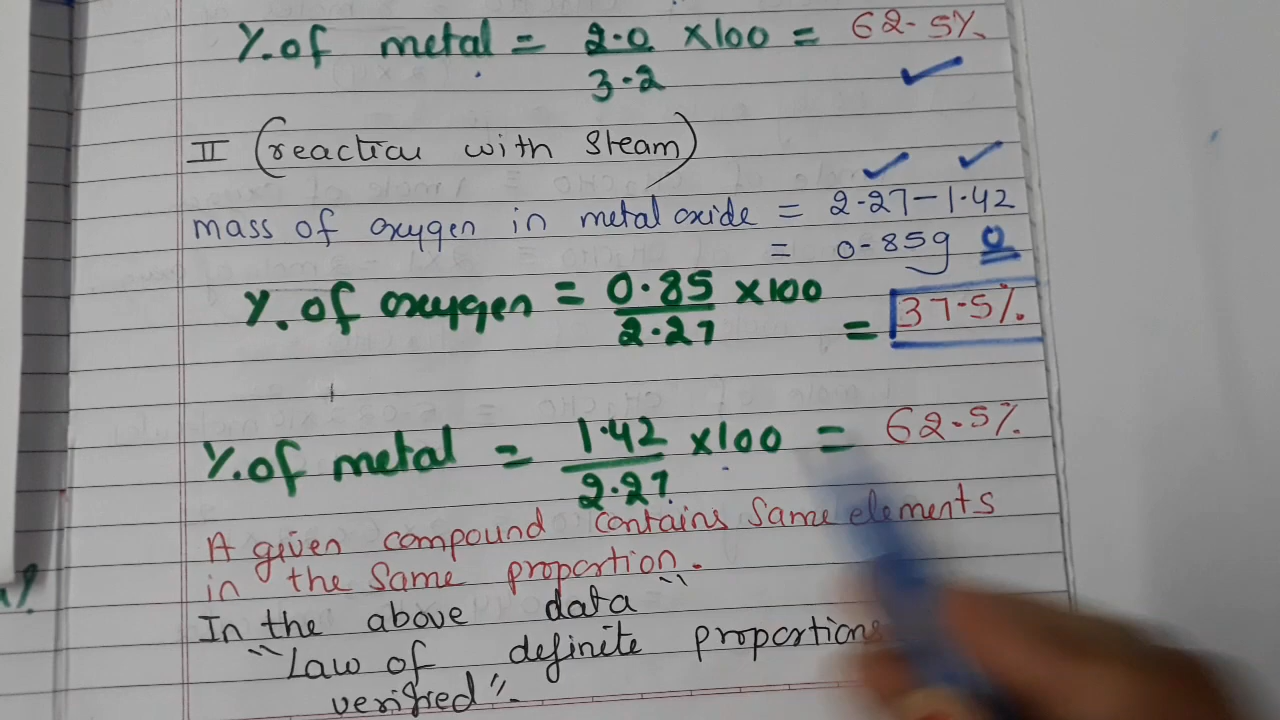 %.of metal = 2.0/3.2 x100 = 62.5%.
II (reaction with Steam)
mass of oxygen in metal oxide = 2.27-1.42
= 0.85g
%.of oxygen = 0.85/2.27 x100 = 37.5%.
%.of metal = 1.42/2.27 x100 = 62.5%.
A given compound contains same elements
in the same proportion.
In the above data
"Law of definite proportions
verified".